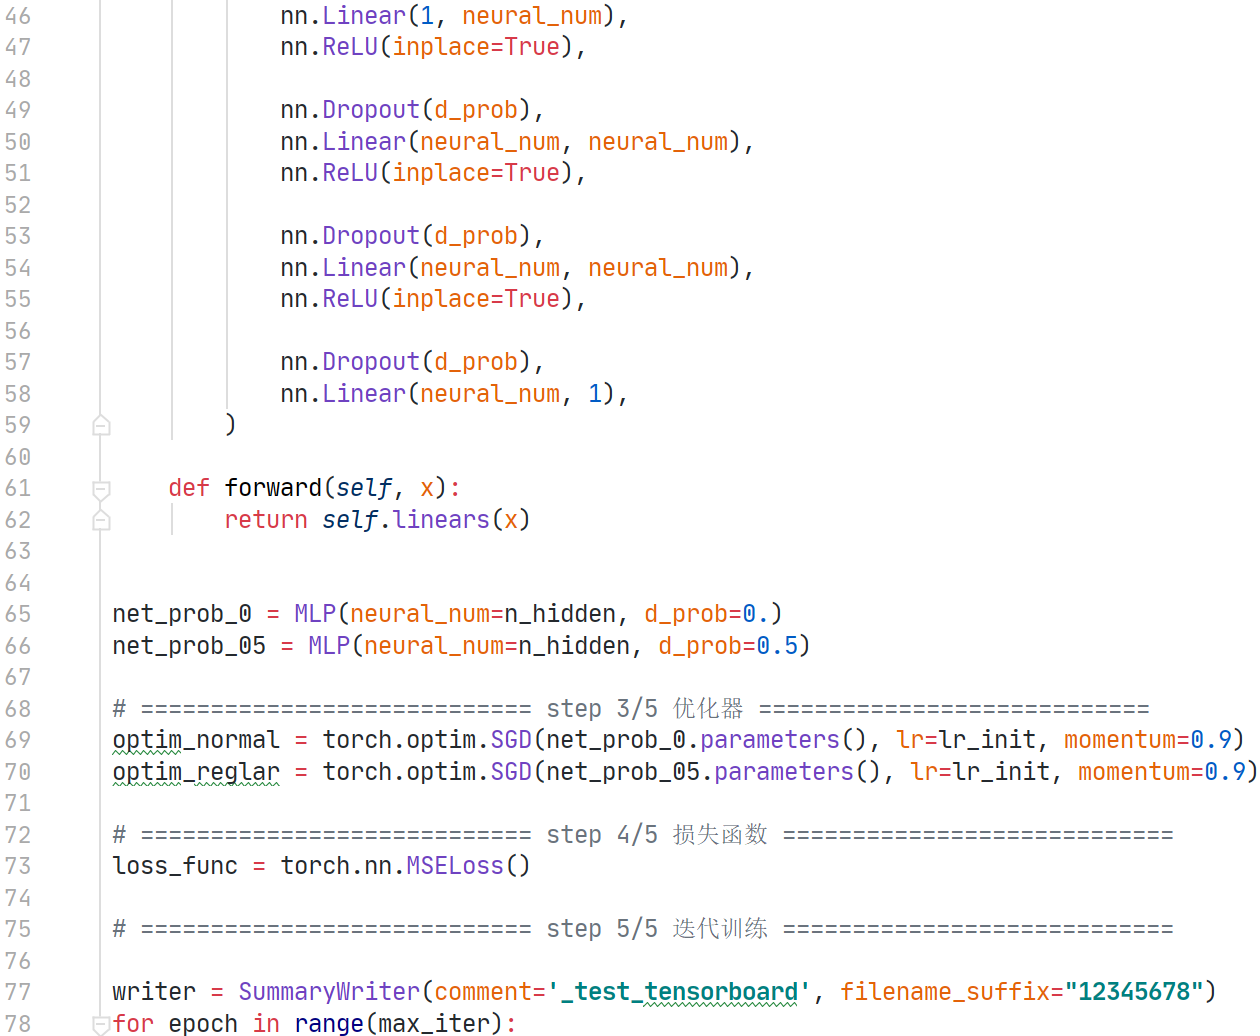 46 nn.Linear(1, neural_num),
47 nn.ReLU(inplace=True),
48
49 nn.Dropout(d_prob),
50 nn.Linear(neural_num, neural_num),
51 nn.ReLU(inplace=True),
52
53 nn.Dropout(d_prob),
54 nn.Linear(neural_num, neural_num),
55 nn.ReLU(inplace=True),
56
57 nn.Dropout(d_prob),
58 nn.Linear(neural_num, 1),
59 )
60
61 def forward(self, x):
62 return self.linears(x)
63
64
65 net_prob_0 = MLP(neural_num=n_hidden, d_prob=0.)
66 net_prob_05 = MLP(neural_num=n_hidden, d_prob=0.5)
67
68 # ============================ step 3/5 优化器 ============================
69 optim_normal = torch.optim.SGD(net_prob_0.parameters(), lr=lr_init, momentum=0.9)
70 optim_reglar = torch.optim.SGD(net_prob_05.parameters(), lr=lr_init, momentum=0.9)
71
72 # ============================ step 4/5 损失函数 ============================
73 loss_func = torch.nn.MSELoss()
74
75 # ============================ step 5/5 迭代训练 ============================
76
77 writer = SummaryWriter(comment='_test_tensorboard', filename_suffix="12345678")
78 for epoch in range(max_iter):